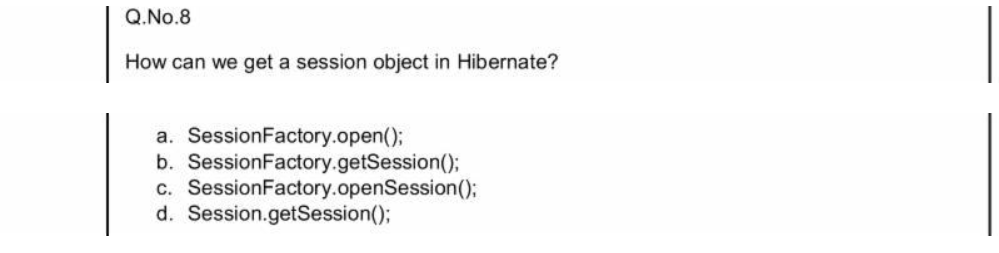 Q.No.8
How can we get a session object in Hibernate?
a. SessionFactory.open();
b. SessionFactory.getSession();
c. SessionFactory.openSession();
d. Session.getSession();